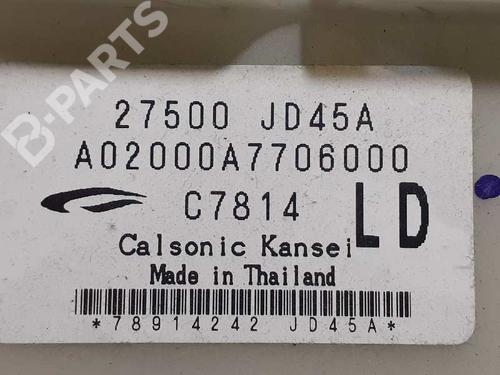 B-PARTS
27500 JD45A
A02000A7706000
C7814
LD
Calsonic Kansei
Made in Thailand
*78914242 JD45A*